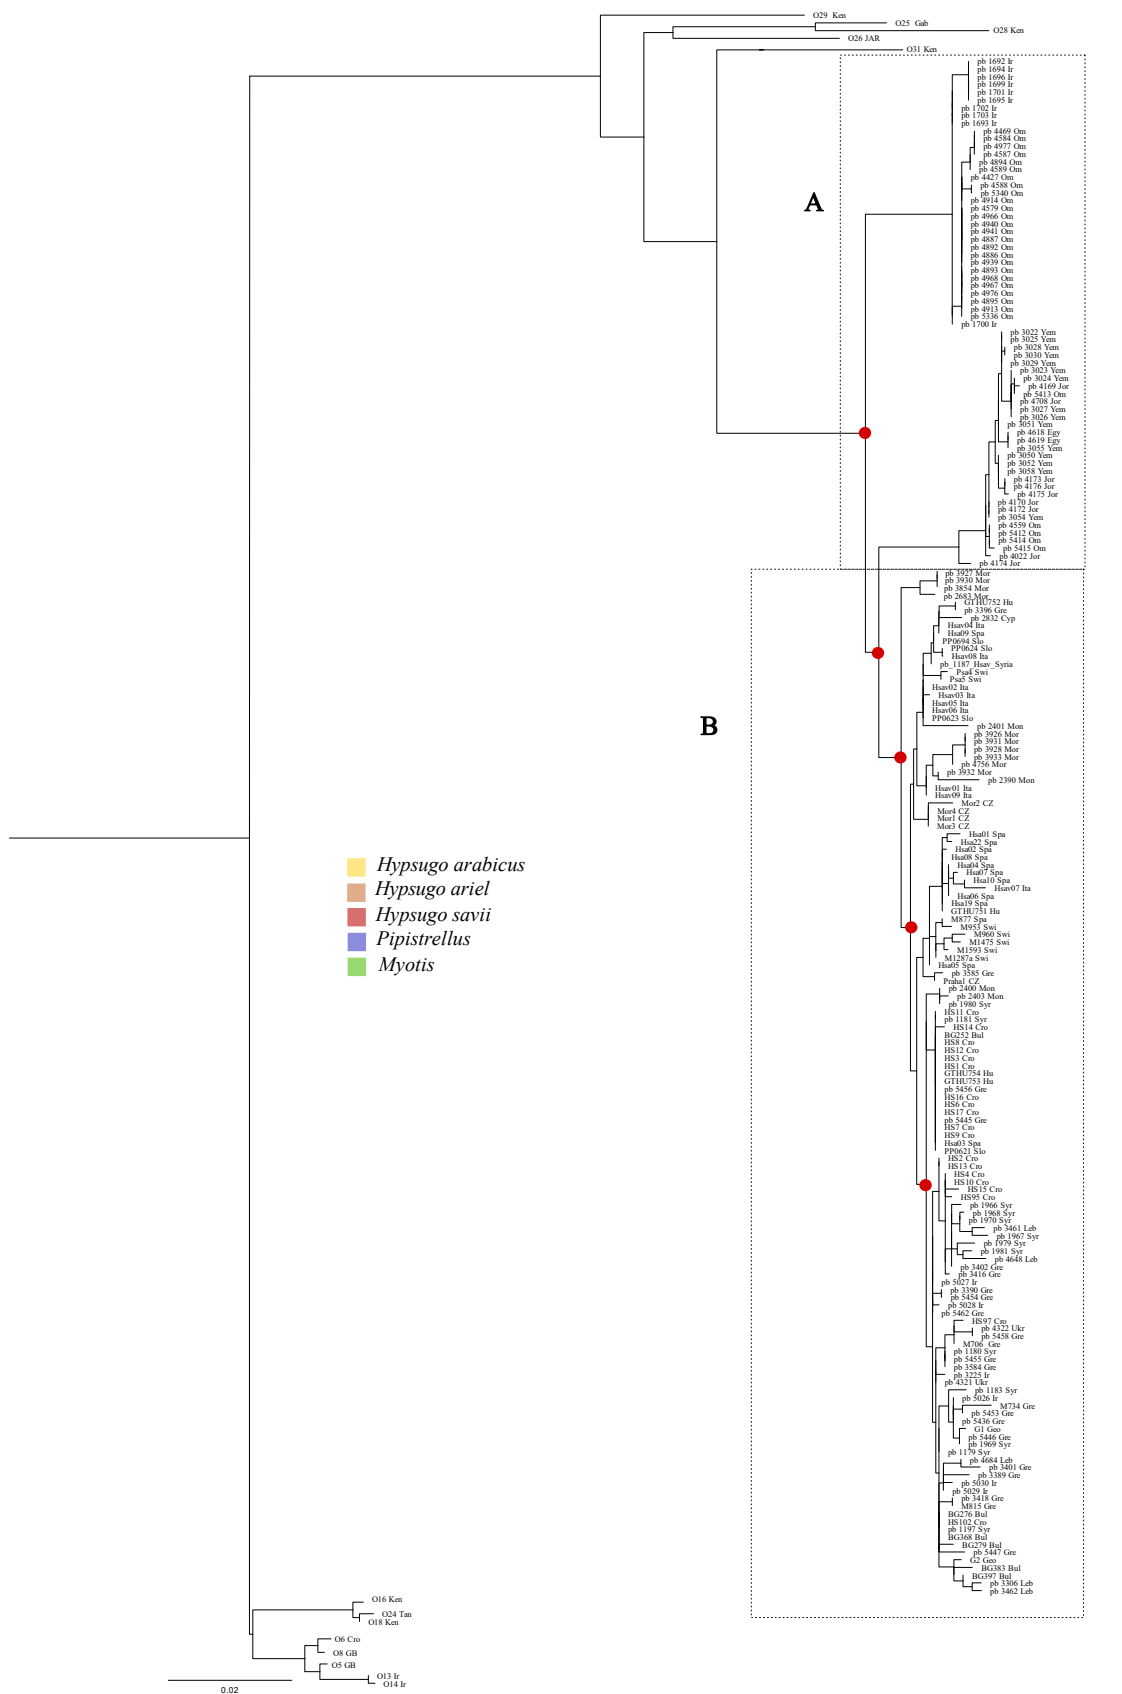 O29 Ken
O25 Gab
O28 Ken
O26 JAR
O31 Ken
pb 1692 Ir
pb 1694 Ir
pb 1696 Ir
pb 1699 Ir
pb 1701 Ir
pb 1695 Ir
pb 1702 Ir
pb 1703 Ir
pb 1693 Ir
pb 4469 Om
pb 4584 Om
pb 4977 Om
pb 4587 Om
pb 4894 Om
pb 4589 Om
pb 4427 Om
pb 4588 Om
pb 5340 Om
A
pb 4914 Om
pb 4579 Om
pb 4966 Om
pb 4940 Om
pb 4941 Om
pb 4887 Om
pb 4892 Om
pb 4886 Om
pb 4939 Om
pb 4893 Om
pb 4968 Om
pb 4967 Om
pb 4976 Om
pb 4895 Om
pb 4913 Om
pb 5336 Om
pb 1700 Ir
pb 3022 Yem
pb 3025 Yem
pb 3028 Yem
pb 3030 Yem
pb 3029 Yem
pb 3023 Yem
pb 3024 Yem
pb 4169 Jor
pb 5413 Om
pb 4708 Jor
pb 3027 Yem
pb 3026 Yem
pb 3051 Yem
pb 4618 Egy
pb 4619 Egy
pb 3055 Yem
pb 3050 Yem
pb 3052 Yem
pb 3058 Yem
pb 4173 Jor
pb 4176 Jor
pb 4175 Jor
pb 4170 Jor
pb 4172 Jor
pb 3054 Yem
pb 4559 Om
pb 5412 Om
pb 5414 Om
pb 5415 Om
pb 4022 Jor
pb 4174 Jor
pb 3927 Mor
pb 3930 Mor
pb 3854 Mor
pb 2683 Mor
GTHU752 Hu
pb 3396 Gre
pb 2832 Cyp
Hsav04 Ita
Hsa09 Spa
PP0694 Slo
PP0624 Slo
Hsav08 Ita
pb_1187_Hsav_Syria
Psa4 Swi
Psa5 Swi
Hsav02 Ita
Hsav03 Ita
Hsav05 Ita
Hsav06 Ita
PP0623 Slo
B
pb 2401 Mon
pb 3926 Mor
pb 3931 Mor
pb 3928 Mor
pb 3933 Mor
pb 4756 Mor
pb 3932 Mor
pb 2390 Mon
Hsav01 Ita
Hsav09 Ita
Mor2 CZ
Mor4 CZ
Mor1 CZ
Mor3 CZ
Hsa01 Spa
Hsa22 Spa
Hsa02 Spa
Hsa08 Spa
Hsa04 Spa
Hsa07 Spa
Hsa10 Spa
Hsav07 Ita
Hsa06 Spa
Hsa19 Spa
GTHU751 Hu
M877 Spa
M953 Swi
M960 Swi
M1475 Swi
M1593 Swi
M1287a Swi
Hsa05 Spa
pb 3585 Gre
Praha1 CZ
Hypsugo arabicus
Hypsugo ariel
Hypsugo savii
Pipistrellus
Myotis
pb 2400 Mon
pb 2403 Mon
pb 1980 Syr
HS11 Cro
pb 1181 Syr
HS14 Cro
BG252 Bul
HS8 Cro
HS12 Cro
HS3 Cro
HS1 Cro
GTHU754 Hu
GTHU753 Hu
pb 5456 Gre
HS16 Cro
HS6 Cro
HS17 Cro
pb 5445 Gre
HS7 Cro
HS9 Cro
Hsa03 Spa
PP0621 Slo
HS2 Cro
HS13 Cro
HS4 Cro
HS10 Cro
HS15 Cro
HS95 Cro
pb 1966 Syr
pb 1968 Syr
pb 1970 Syr
pb 3461 Leb
pb 1967 Syr
pb 1979 Syr
pb 1981 Syr
pb 4648 Leb
pb 3402 Gre
pb 3416 Gre
pb 5027 Ir
pb 3390 Gre
pb 5454 Gre
pb 5028 Ir
pb 5462 Gre
HS97 Cro
pb 4322 Ukr
pb 5458 Gre
M706 Gre
pb 1180 Syr
pb 5455 Gre
pb 3584 Gre
pb 3225 Ir
pb 4321 Ukr
pb 1183 Syr
pb 5026 Ir
M734 Gre
pb 5453 Gre
pb 5436 Gre
G1 Geo
pb 5446 Gre
pb 1969 Syr
pb 1179 Syr
pb 4684 Leb
pb 3401 Gre
pb 3389 Gre
pb 5030 Ir
pb 5029 Ir
pb 3418 Gre
M815 Gre
BG276 Bul
HS102 Cro
pb 1197 Syr
BG368 Bul
BG279 Bul
pb 5447 Gre
G2 Geo
BG383 Bul
BG397 Bul
pb 3306 Leb
pb 3462 Leb
O16 Ken
O24 Tan
O18 Ken
O6 Cro
O8 GB
O5 GB
O13 Ir
O14 Ir
0.02